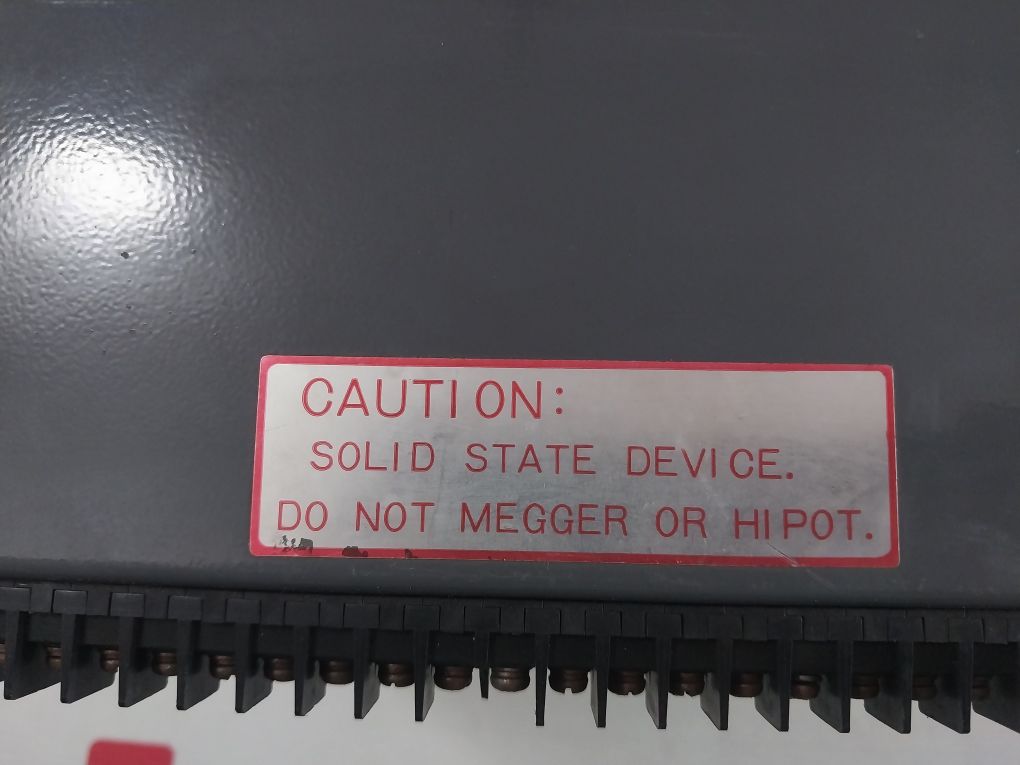 CAUTION:
SOLID STATE DEVICE.
DO NOT MEGGER OR HIPOT.